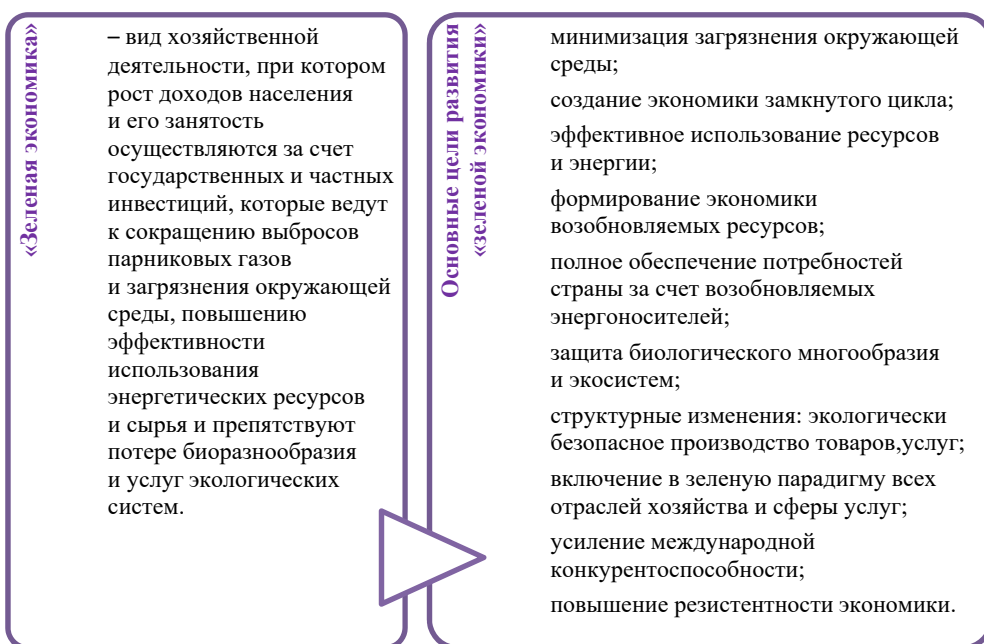 «Зеленая экономика»
– вид хозяйственной
деятельности, при котором
рост доходов населения
и его занятость
осуществляются за счет
государственных и частных
инвестиций, которые ведут
к сокращению выбросов
парниковых газов
и загрязнения окружающей
среды, повышению
эффективности
использования
энергетических ресурсов
и сырья и препятствуют
потере биоразнообразия
и услуг экологических
систем.
Основные цели развития
«зеленой экономики»
минимизация загрязнения окружающей
среды;
создание экономики замкнутого цикла;
эффективное использование ресурсов
и энергии;
формирование экономики
возобновляемых ресурсов;
полное обеспечение потребностей
страны за счет возобновляемых
энергоносителей;
защита биологического многообразия
и экосистем;
структурные изменения: экологически
безопасное производство товаров,услуг;
включение в зеленую парадигму всех
отраслей хозяйства и сферы услуг;
усиление международной
конкурентоспособности;
повышение резистентности экономики.